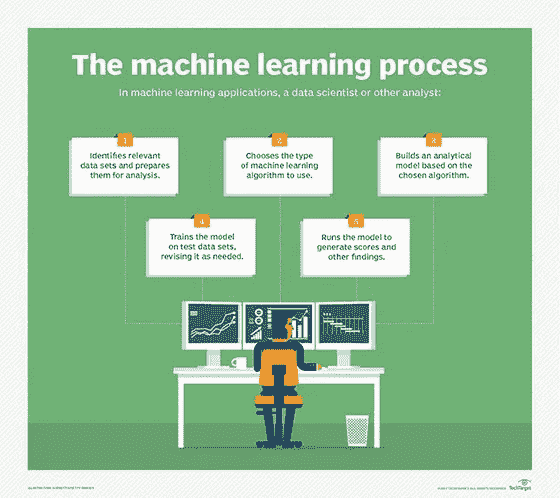 The machine learning process
In machine learning applications, a data scientist or other analyst:
1
Identifies relevant
data sets and prepares
them for analysis.
2
Chooses the type
of machine learning
algorithm to use.
3
Builds an analytical
model based on the
chosen algorithm.
4
Trains the model
on test data sets,
revising it as needed.
5
Runs the model to
generate scores and
other findings.
TechTarget